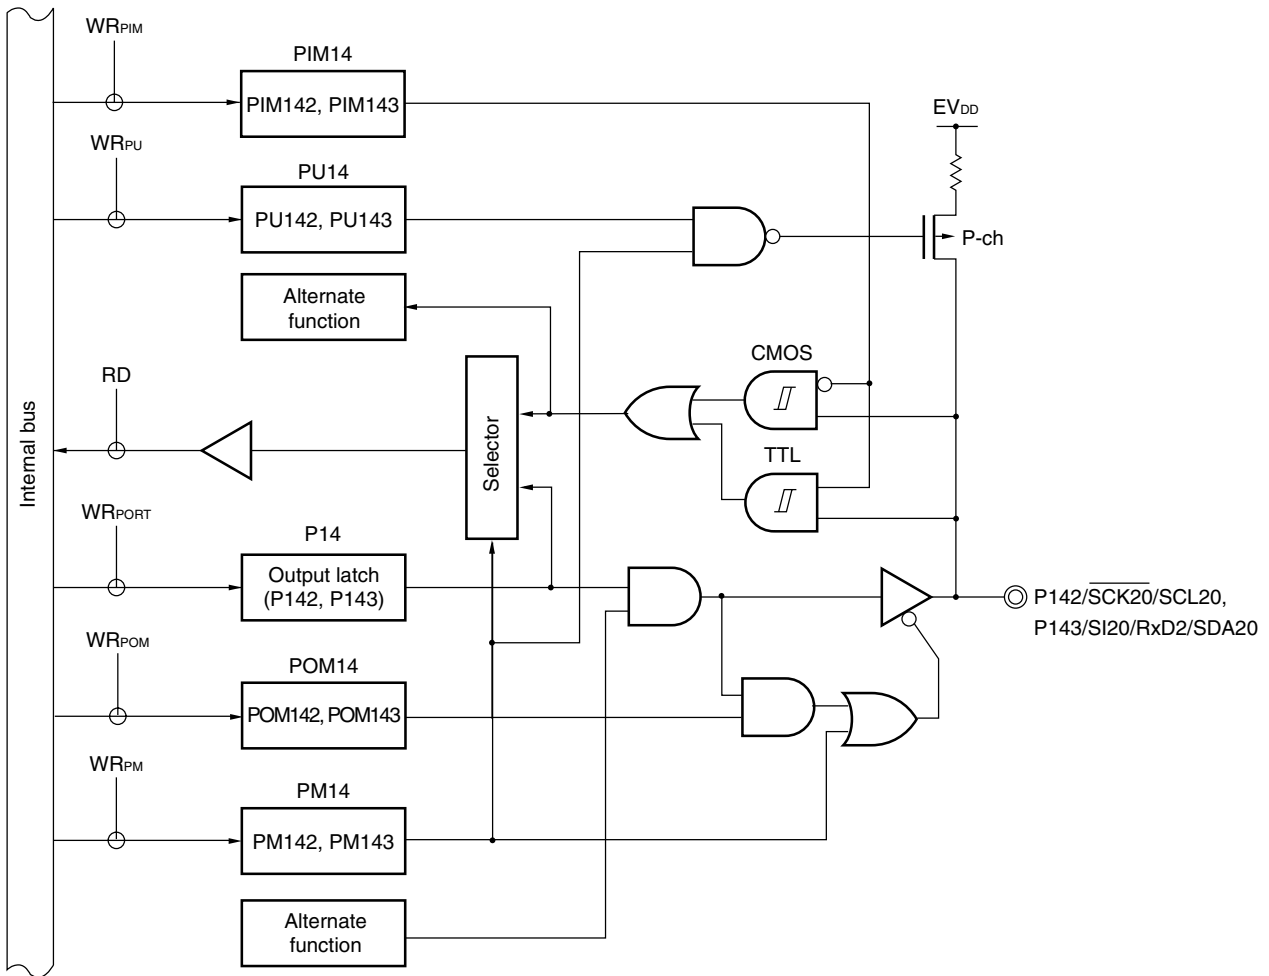 WRPIM
PIM14
PIM142, PIM143
EVDD
WRPU
PU14
PU142, PU143
P-ch
Alternate
function
CMOS
RD
Internal bus
Selector
TTL
WRPORT
P14
Output latch
(P142, P143)
P142/SCK20/SCL20,
P143/SI20/RxD2/SDA20
WRPOM
POM14
POM142, POM143
WRPM
PM14
PM142, PM143
Alternate
function